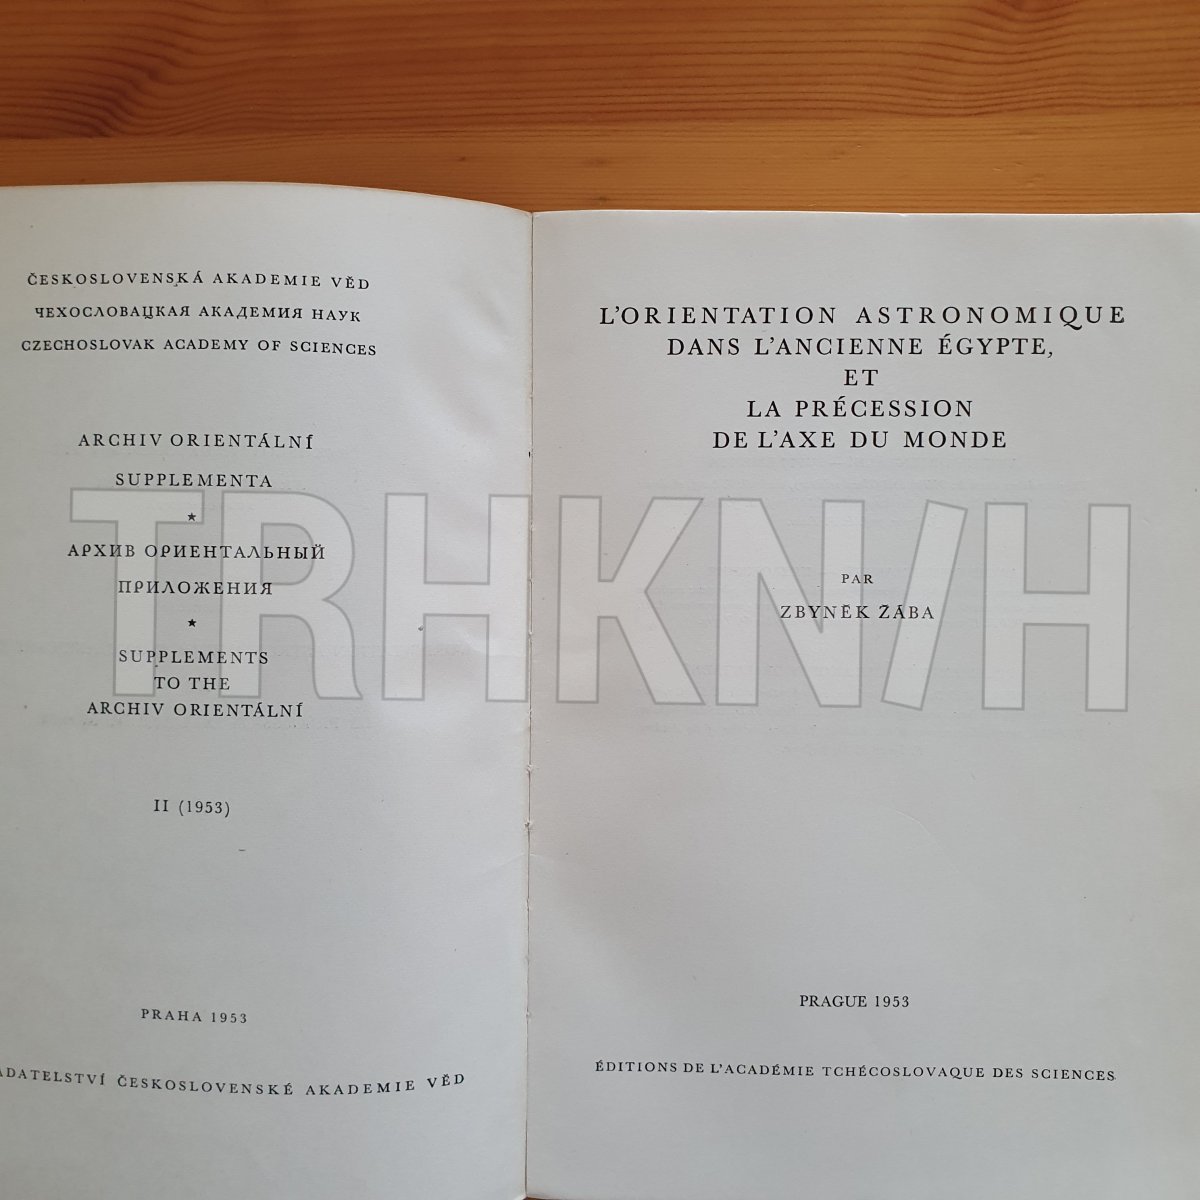 ČESKOSLOVENSKÁ AKADEMIE VĚD
ЧЕХОСЛОВАЦКАЯ АКАДЕМИЯ НАУК
CZECHOSLOVAK ACADEMY OF SCIENCES
ARCHIV ORIENTÁLNÍ
SUPPLEMENTA
★
АРХИВ ОРИЕНТАЛЬНЫЙ
ПРИЛОЖЕНИЯ
★
SUPPLEMENTS
TO THE
ARCHIV ORIENTÁLNÍ
II (1953)
PRAHA 1953
ADATELSTVÍ ČESKOSLOVENSKÉ AKADEMIE VĚD
L'ORIENTATION ASTRONOMIQUE
DANS L'ANCIENNE ÉGYPTE,
ET
LA PRÉCESSION
DE L'AXE DU MONDE
PAR
ZBYNĚK ŽÁBA
PRAGUE 1953
ÉDITIONS DE L'ACADÉMIE TCHÉCOSLOVAQUE DES SCIENCES
TRHKN/H